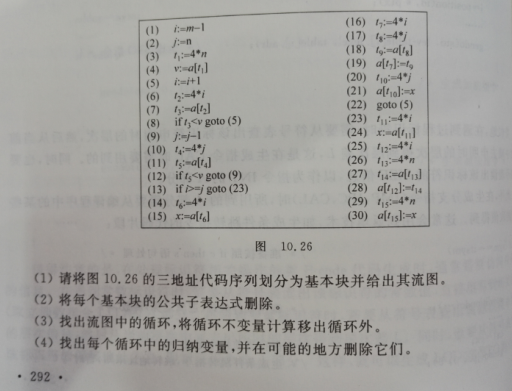 (1) i:=m−1
(2) j:=n
(3) t₁:=4*n
(4) v:=a[t₁]
(5) i:=i+1
(6) t₂:=4*i
(7) t₃:=a[t₂]
(8) if t₃<v goto (5)
(9) j:=j−1
(10) t₄:=4*j
(11) t₅:=a[t₄]
(12) if t₅<v goto (9)
(13) if i>=j goto (23)
(14) t₆:=4*i
(15) x:=a[t₆]
(16) t₇:=4*i
(17) t₈:=4*j
(18) t₉:=a[t₈]
(19) a[t₇]:=t₉
(20) t₁₀:=4*j
(21) a[t₁₀]:=x
(22) goto (5)
(23) t₁₁:=4*i
(24) x:=a[t₁₁]
(25) t₁₂:=4*i
(26) t₁₃:=4*n
(27) t₁₄:=a[t₁₃]
(28) a[t₁₂]:=t₁₄
(29) t₁₅:=4*n
(30) a[t₁₅]:=x
图 10.26
(1) 请将图 10.26 的三地址代码序列划分为基本块并给出其流图。
(2) 将每个基本块的公共子表达式删除。
(3) 找出流图中的循环,将循环不变量计算移出循环外。
(4) 找出每个循环中的归纳变量,并在可能的地方删除它们。
· 292 ·